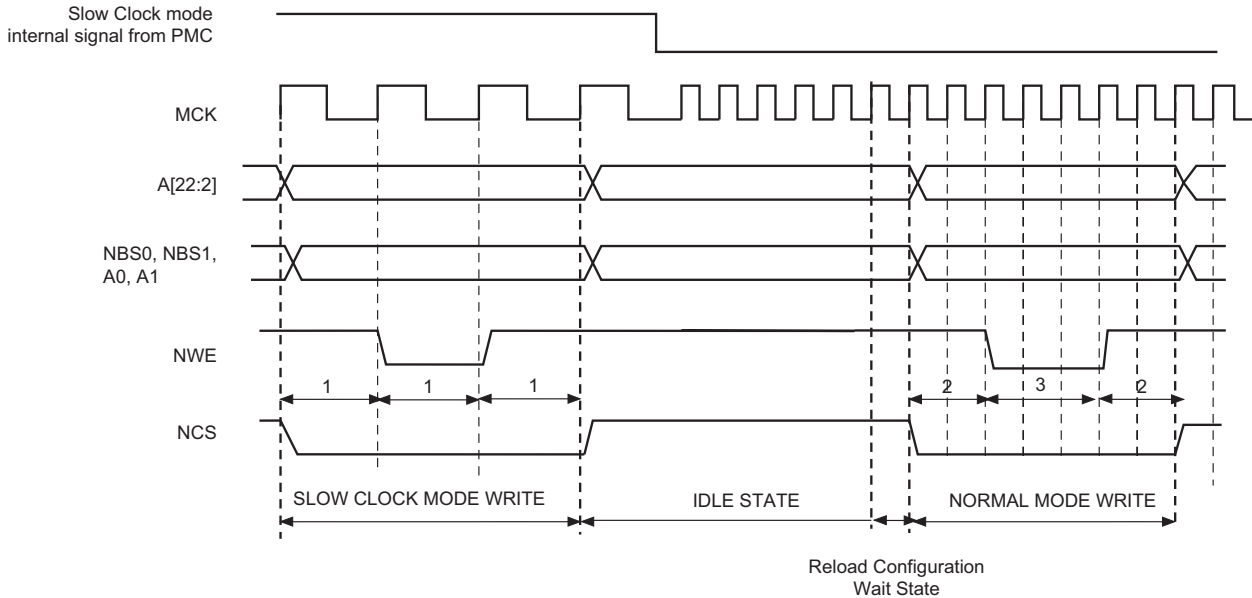 Slow Clock mode
internal signal from PMC
MCK
A[22:2]
NBS0, NBS1,
A0, A1
NWE
1 1 1 2 3 2
NCS
SLOW CLOCK MODE WRITE IDLE STATE NORMAL MODE WRITE
Reload Configuration
Wait State